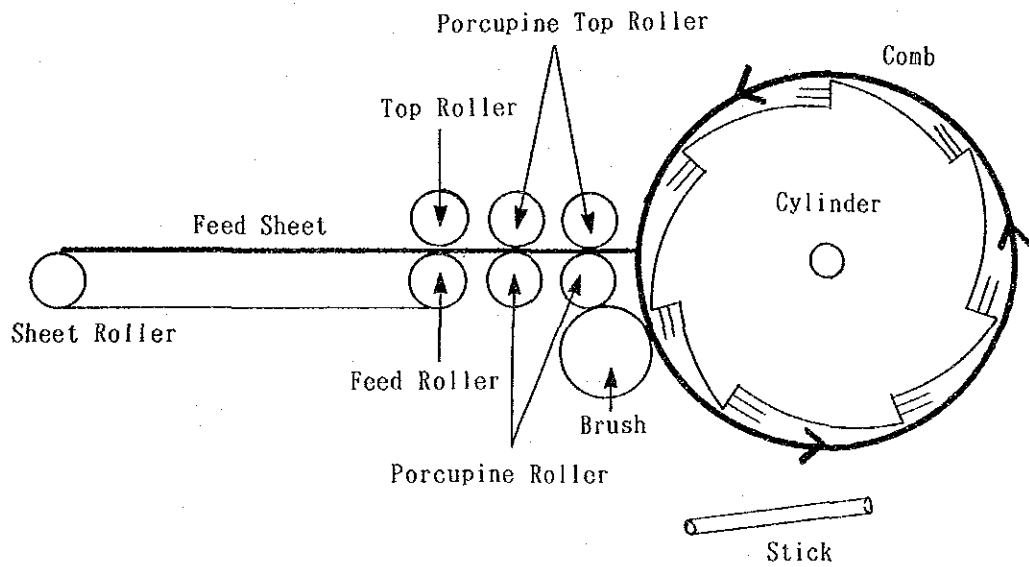 Porcupine Top Roller
Comb
Top Roller
Cylinder
Feed Sheet
Sheet Roller
Feed Roller
Brush
Porcupine Roller
Stick